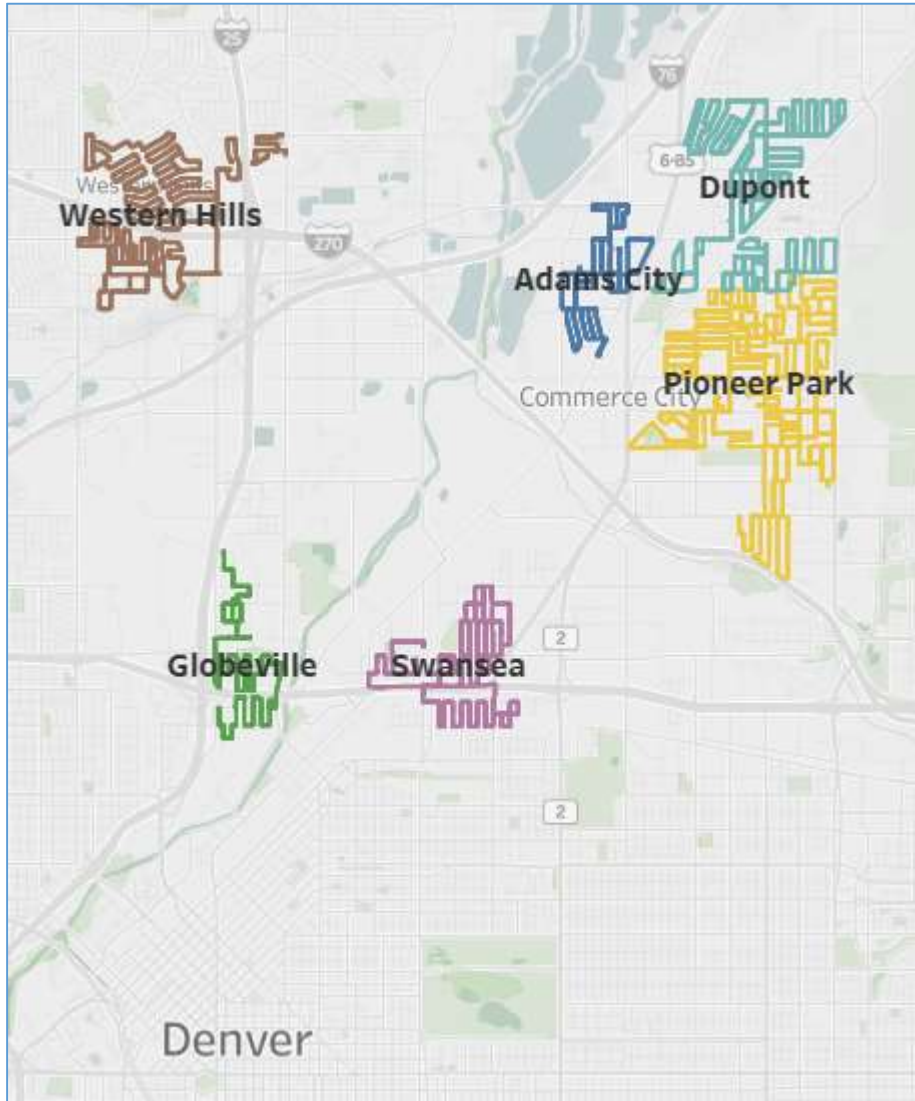 25
76
6-85
Dupont
Western Hills
270
Adams City
Pioneer Park
Commerce City
2
Globeville
Swansea
2
Denver